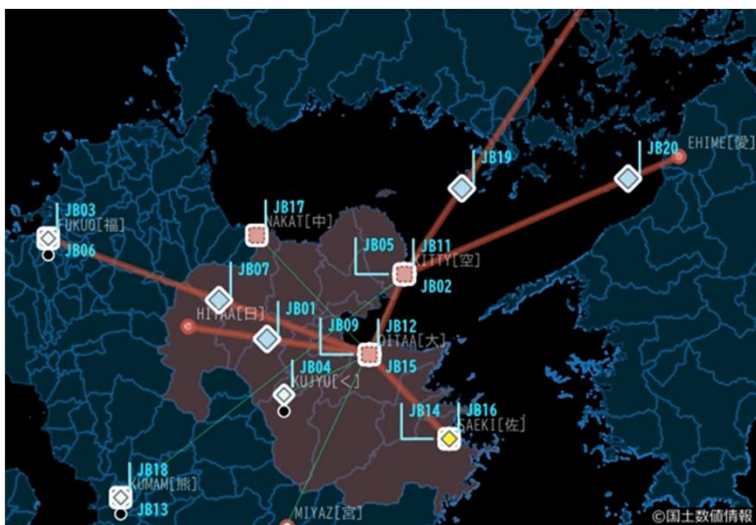 JB20
EHIME[愛]
JB19
JB03
FUKUO[福]
JB06
JB17
NAKAT[中]
JB05
JB11
KITTY[空]
JB02
JB07
HITAA[日]
JB01
JB09
JB12
OITAA[大]
JB15
JB04
KUJYU[く]
JB14
JB16
SAEKI[佐]
JB18
KUMAM[熊]
JB13
MIYAZ[宮]
©国土数値情報